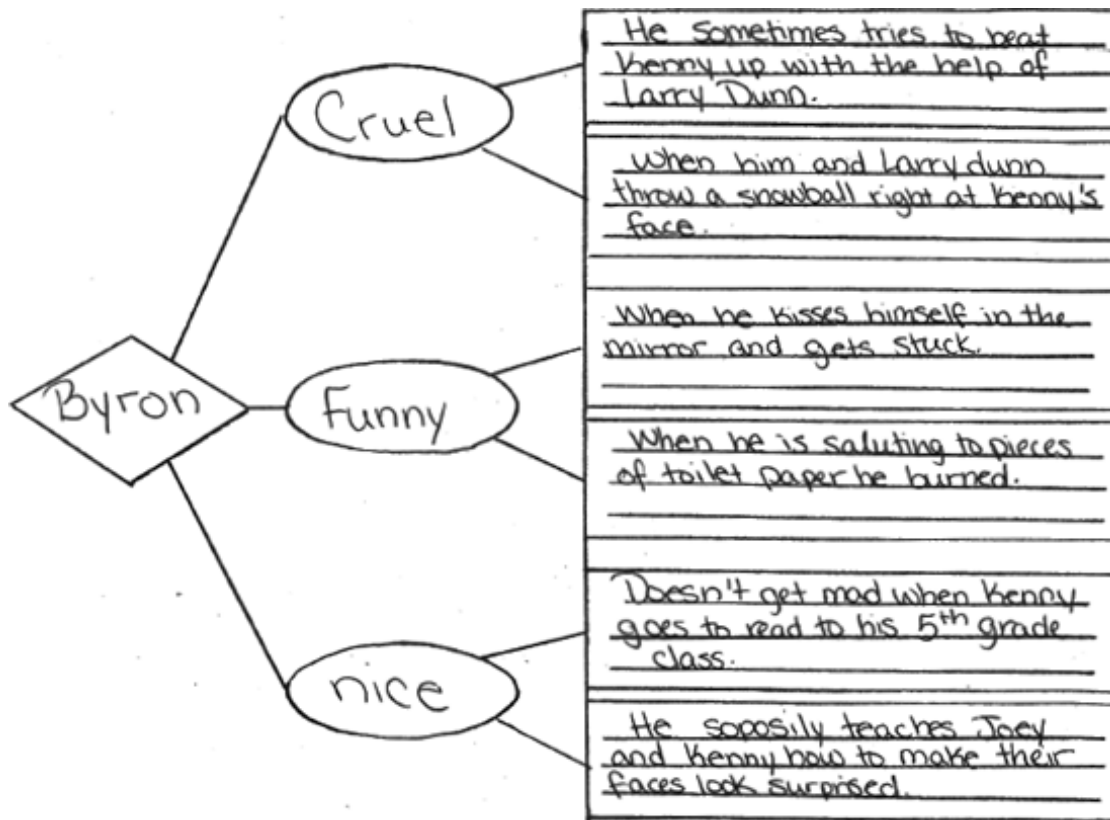 Byron
Cruel
He sometimes tries to beat
Kenny up with the help of
Larry Dunn.
When him and Larry dunn
throw a snowball right at Kenny's
face.
Funny
When he kisses himself in the
mirror and gets stuck.
When he is saluting to pieces
of toilet paper he burned.
nice
Doesn't get mad when Kenny
goes to read to his 5th grade
class.
He soposily teaches Joey
and Kenny how to make their
faces look surprised.